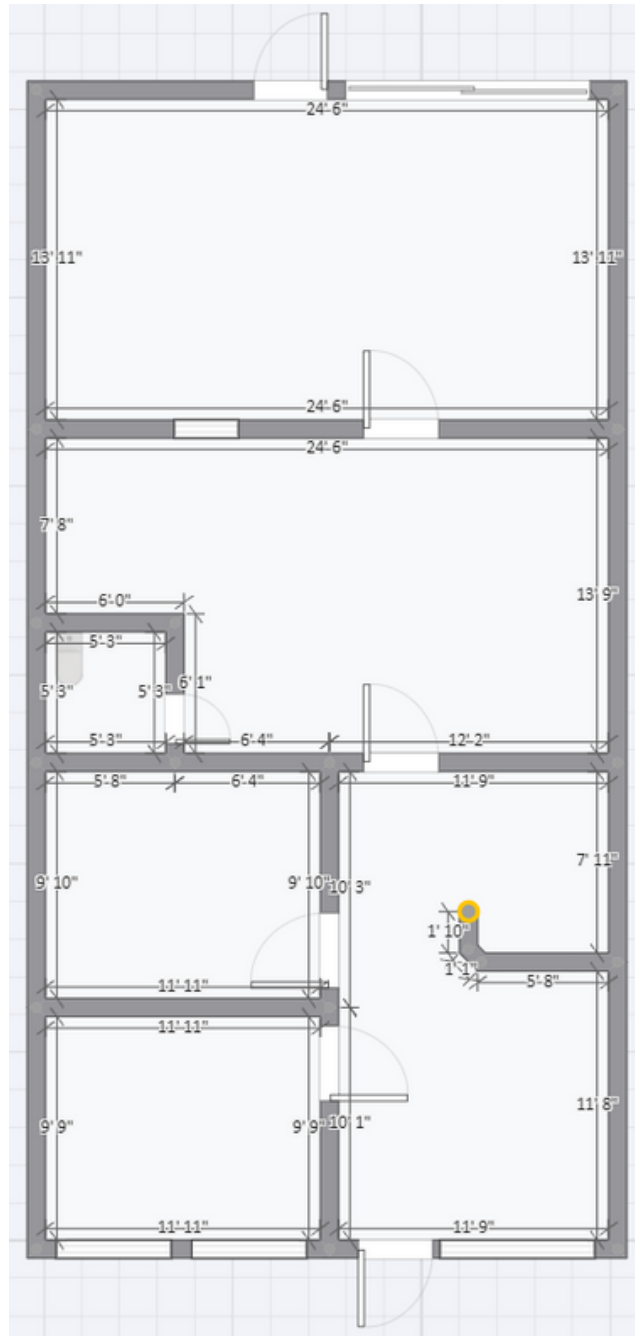 24' 6"
13' 11" 13' 11"
24' 6"
24' 6"
7' 8"
13' 9"
6'-0"
5'-3"
5' 3" 5' 3" 6' 1"
5'-3" 6'-4" 12'-2"
5'-8" 6'-4" 11'-9"
7' 11"
9' 10" 9' 10" 10' 3"
1' 10"
1' 1"
5'-8"
11' 11"
11' 11"
11' 8"
9' 9" 9' 9" 10' 1"
11' 11" 11'-9"